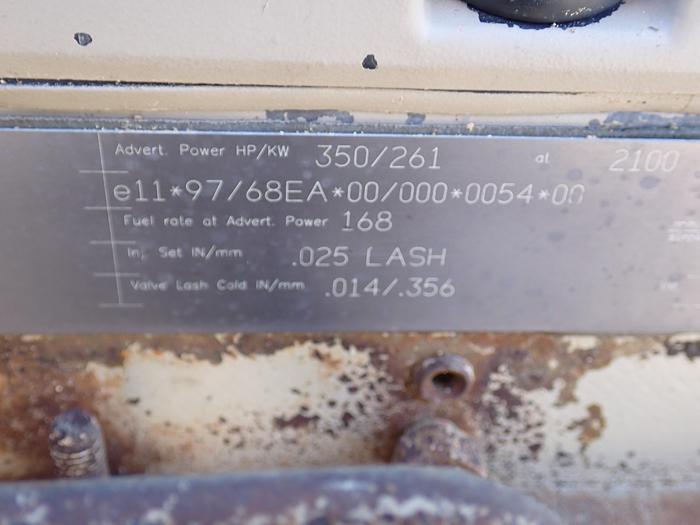 Advert. Power HP/KW 350/261 at 2100
e11*97/68EA*00/000*0054*00
Fuel rate at Advert. Power 168
Inj. Set IN/mm .025 LASH
Valve Lash Cold IN/mm .014/.356